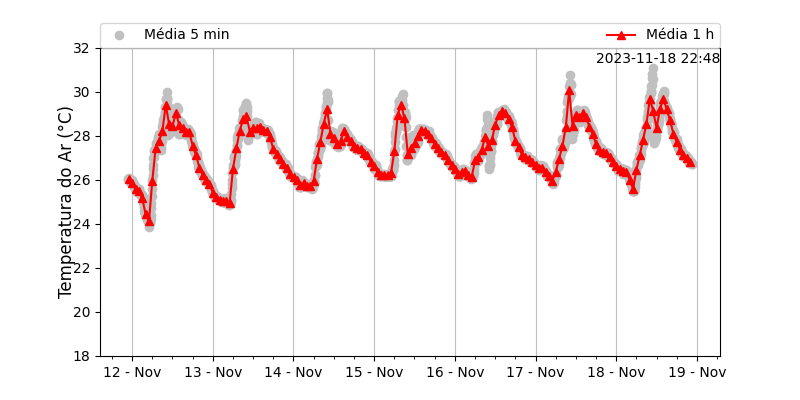 Média 5 min
Média 1 h
2023-11-18 22:48
Temperatura do Ar (°C)
32
30
28
26
24
22
20
18
12 - Nov
13 - Nov
14 - Nov
15 - Nov
16 - Nov
17 - Nov
18 - Nov
19 - Nov